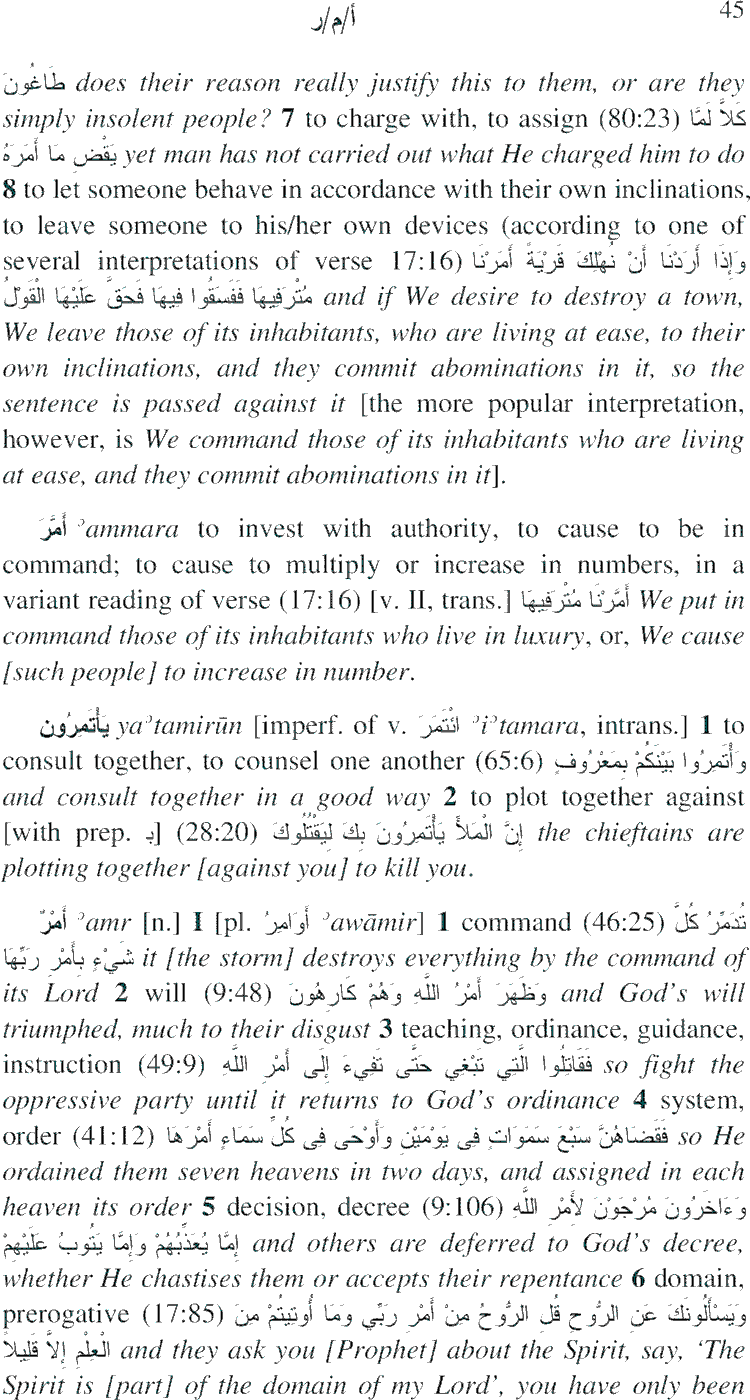 أ/م/ر 45
طَاغُونَ does their reason really justify this to them, or are they
simply insolent people? 7 to charge with, to assign (80:23) كَلاَّ لَمَّا
يَقْضِ مَا أَمَرَهُ yet man has not carried out what He charged him to do
8 to let someone behave in accordance with their own inclinations,
to leave someone to his/her own devices (according to one of
several interpretations of verse 17:16) وَإِذَا أَرَدْنَا أَنْ نُهْلِكَ قَرْيَةً أَمَرْنَا
مُتْرَفِيهَا فَفَسَقُوا فِيهَا فَحَقَّ عَلَيْهَا الْقَوْلُ and if We desire to destroy a town,
We leave those of its inhabitants, who are living at ease, to their
own inclinations, and they commit abominations in it, so the
sentence is passed against it [the more popular interpretation,
however, is We command those of its inhabitants who are living
at ease, and they commit abominations in it].
أَمَّرَ ʾammara to invest with authority, to cause to be in
command; to cause to multiply or increase in numbers, in a
variant reading of verse (17:16) [v. II, trans.] أَمَّرْنَا مُتْرَفِيهَا We put in
command those of its inhabitants who live in luxury, or, We cause
[such people] to increase in number.
يَأْتَمِرُون yaʾtamirūn [imperf. of v. ائْتَمَرَ ʾiʾtamara, intrans.] 1 to
consult together, to counsel one another (65:6) وَأْتَمِرُوا بَيْنَكُمْ بِمَعْرُوفٍ
and consult together in a good way 2 to plot together against
[with prep. بـ] (28:20) إِنَّ الْمَلأَ يَأْتَمِرُونَ بِكَ لِيَقْتُلُوكَ the chieftains are
plotting together [against you] to kill you.
أَمْرٌ ʾamr [n.] I [pl. أَوَامِرُ ʾawāmir] 1 command (46:25) تُدَمِّرُ كُلَّ
شَيْءٍ بِأَمْرِ رَبِّهَا it [the storm] destroys everything by the command of
its Lord 2 will (9:48) وَظَهَرَ أَمْرُ اللَّهِ وَهُمْ كَارِهُونَ and God's will
triumphed, much to their disgust 3 teaching, ordinance, guidance,
instruction (49:9) فَقَاتِلُوا الَّتِي تَبْغِي حَتَّى تَفِيءَ إِلَى أَمْرِ اللَّهِ so fight the
oppressive party until it returns to God's ordinance 4 system,
order (41:12) فَقَضَاهُنَّ سَبْعَ سَمَوَاتٍ فِى يَوْمَيْنِ وَأَوْحَى فِى كُلِّ سَمَاءٍ أَمْرَهَا so He
ordained them seven heavens in two days, and assigned in each
heaven its order 5 decision, decree (9:106) وَءَاخَرُونَ مُرْجَوْنَ لأَمْرِ اللَّهِ
إِمَّا يُعَذِّبُهُمْ وَإِمَّا يَتُوبُ عَلَيْهِمْ and others are deferred to God's decree,
whether He chastises them or accepts their repentance 6 domain,
prerogative (17:85) وَيَسْأَلُونَكَ عَنِ الرُّوحِ قُلِ الرُّوحُ مِنْ أَمْرِ رَبِّي وَمَا أُوتِيتُمْ مِنَ
الْعِلْمِ إِلاَّ قَلِيلاً and they ask you [Prophet] about the Spirit, say, ‘The
Spirit is [part] of the domain of my Lord’, you have only been